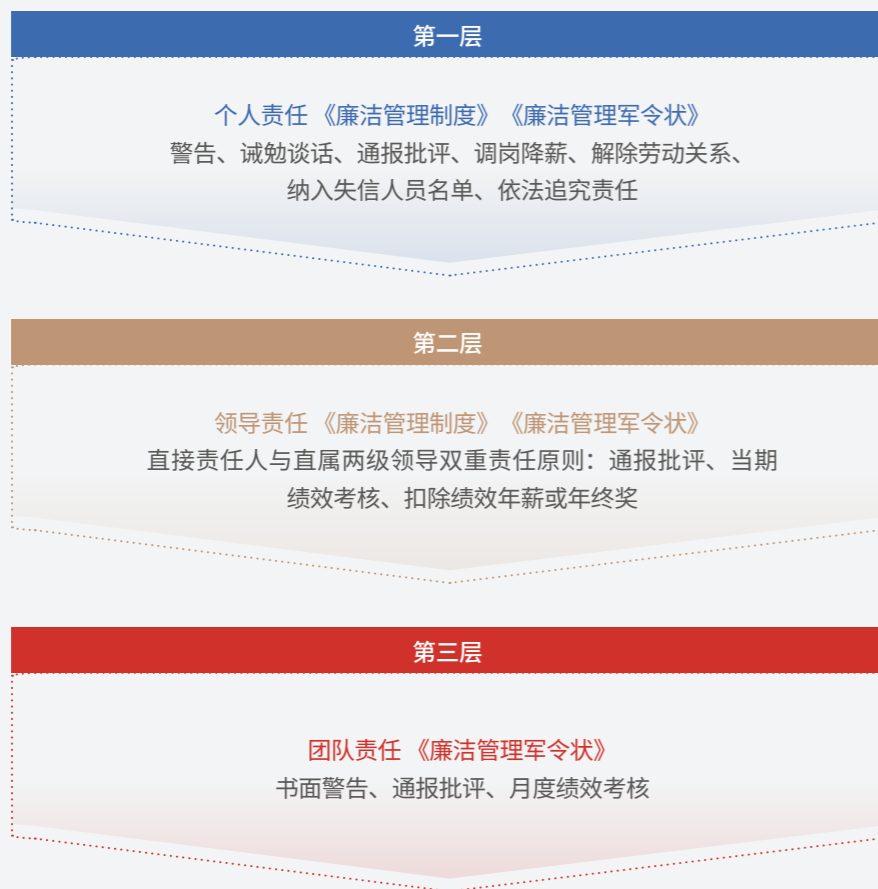 第一层
个人责任《廉洁管理制度》《廉洁管理军令状》
警告、诫勉谈话、通报批评、调岗降薪、解除劳动关系、
纳入失信人员名单、依法追究责任
第二层
领导责任《廉洁管理制度》《廉洁管理军令状》
直接责任人与直属两级领导双重责任原则：通报批评、当期
绩效考核、扣除绩效年薪或年终奖
第三层
团队责任《廉洁管理军令状》
书面警告、通报批评、月度绩效考核